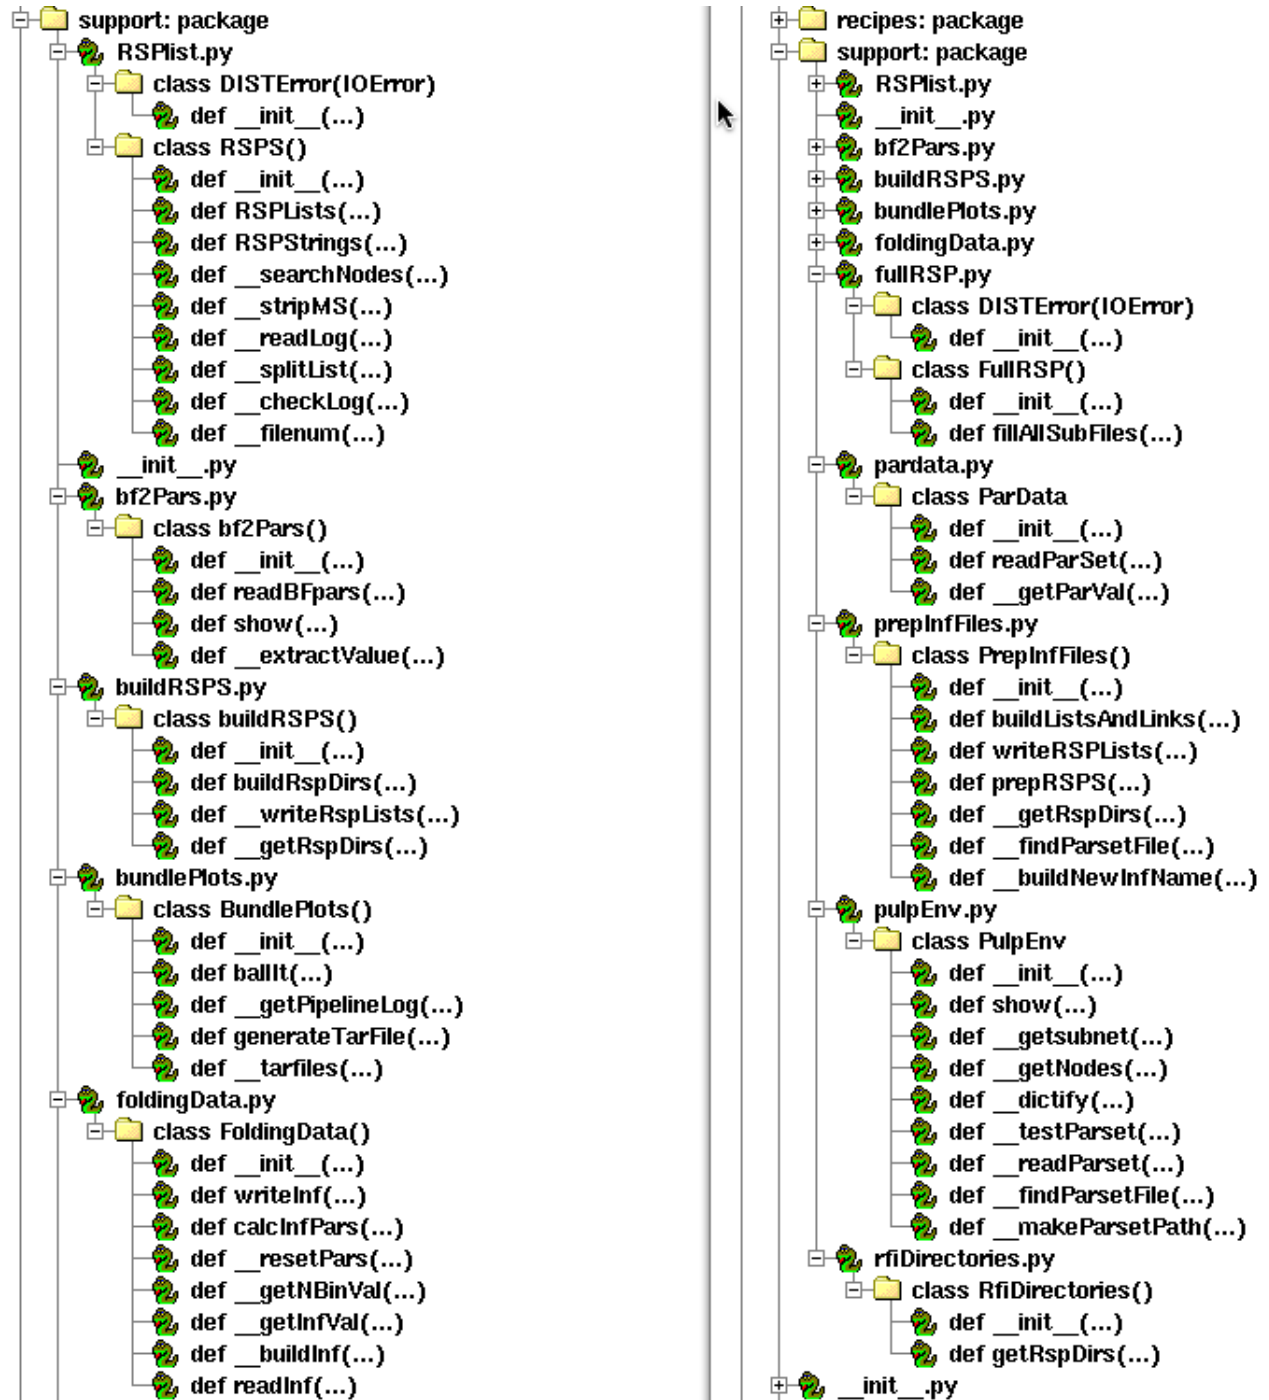 support: package
RSPlist.py
class DISTError(IOError)
def __init__(...)
class RSPS()
def __init__(...)
def RSPLists(...)
def RSPStrings(...)
def __searchNodes(...)
def __stripMS(...)
def __readLog(...)
def __splitList(...)
def __checkLog(...)
def __filenum(...)
__init__.py
bf2Pars.py
class bf2Pars()
def __init__(...)
def readBFpars(...)
def show(...)
def __extractValue(...)
buildRSPS.py
class buildRSPS()
def __init__(...)
def buildRspDirs(...)
def __writeRspLists(...)
def __getRspDirs(...)
bundlePlots.py
class BundlePlots()
def __init__(...)
def ballIt(...)
def __getPipelineLog(...)
def generateTarFile(...)
def __tarfiles(...)
foldingData.py
class FoldingData()
def __init__(...)
def writeInf(...)
def calcInfPars(...)
def __resetPars(...)
def __getNBinVal(...)
def __getInfVal(...)
def __buildInf(...)
def readInf(...)
recipes: package
support: package
RSPlist.py
__init__.py
bf2Pars.py
buildRSPS.py
bundlePlots.py
foldingData.py
fullRSP.py
class DISTError(IOError)
def __init__(...)
class FullRSP()
def __init__(...)
def fillAllSubFiles(...)
pardata.py
class ParData
def __init__(...)
def readParSet(...)
def __getParVal(...)
prepInfFiles.py
class PrepInfFiles()
def __init__(...)
def buildListsAndLinks(...)
def writeRSPLists(...)
def prepRSPS(...)
def __getRspDirs(...)
def __findParsetFile(...)
def __buildNewInfName(...)
pulpEnv.py
class PulpEnv
def __init__(...)
def show(...)
def __getsubnet(...)
def __getNodes(...)
def __dictify(...)
def __testParset(...)
def __readParset(...)
def __findParsetFile(...)
def __makeParsetPath(...)
rfiDirectories.py
class RfiDirectories()
def __init__(...)
def getRspDirs(...)
__init__.py